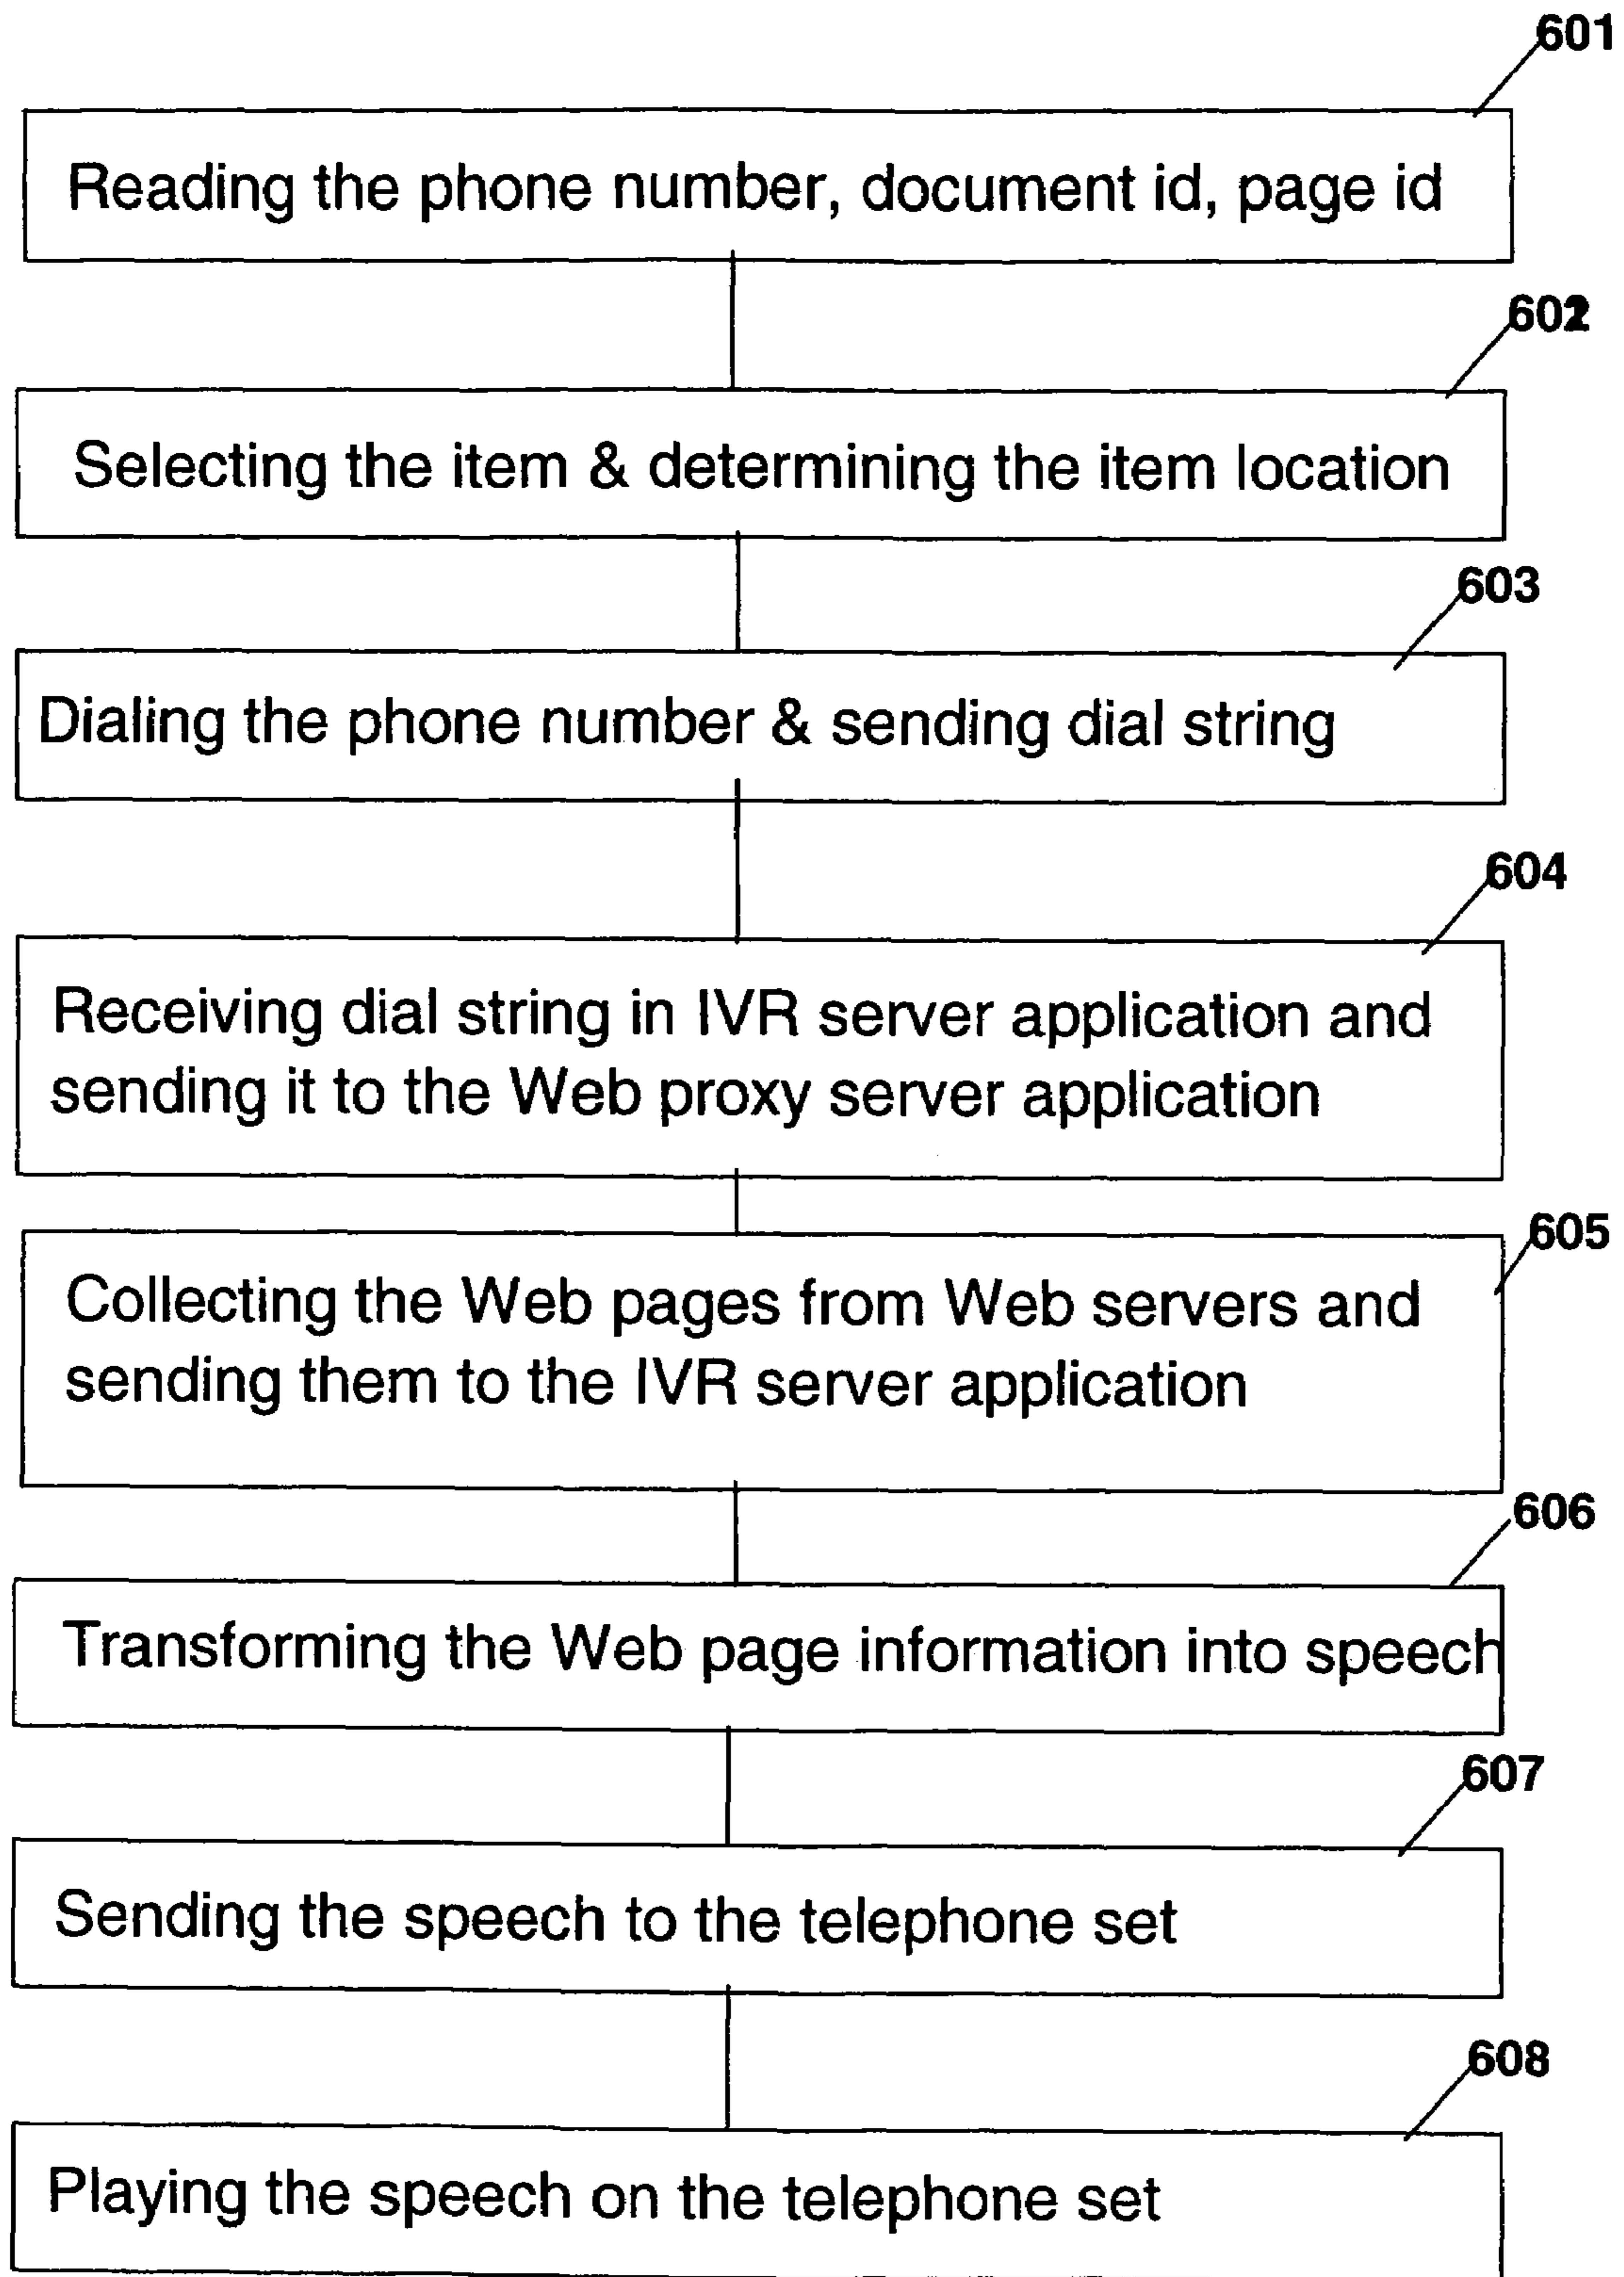 601
Reading the phone number, document id, page id
602
Selecting the item & determining the item location
603
Dialing the phone number & sending dial string
604
Receiving dial string in IVR server application and
sending it to the Web proxy server application
605
Collecting the Web pages from Web servers and
sending them to the IVR server application
606
Transforming the Web page information into speech
607
Sending the speech to the telephone set
608
Playing the speech on the telephone set